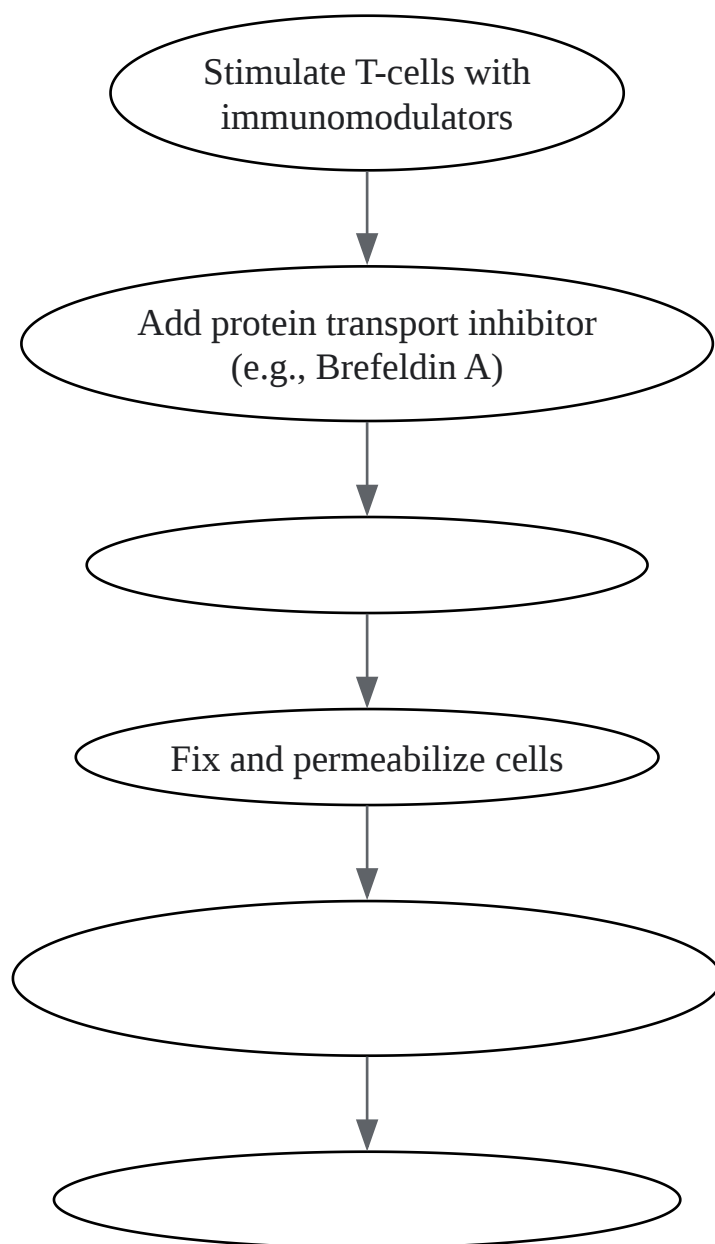 Stimulate T-cells with
immunomodulators
Add protein transport inhibitor
(e.g., Brefeldin A)
Fix and permeabilize cells